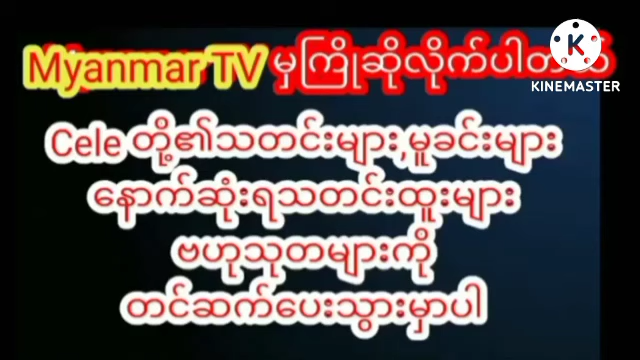 Myanmar TV မှကြိုဆိုလိုက်ပါတယ်
KINEMASTER
Cele တို့၏သတင်းများ,မူခင်းများ
နောက်ဆုံးရသတင်းထူးများ
ဗဟုသုတများကို
တင်ဆက်ပေးသွားမှာပါ